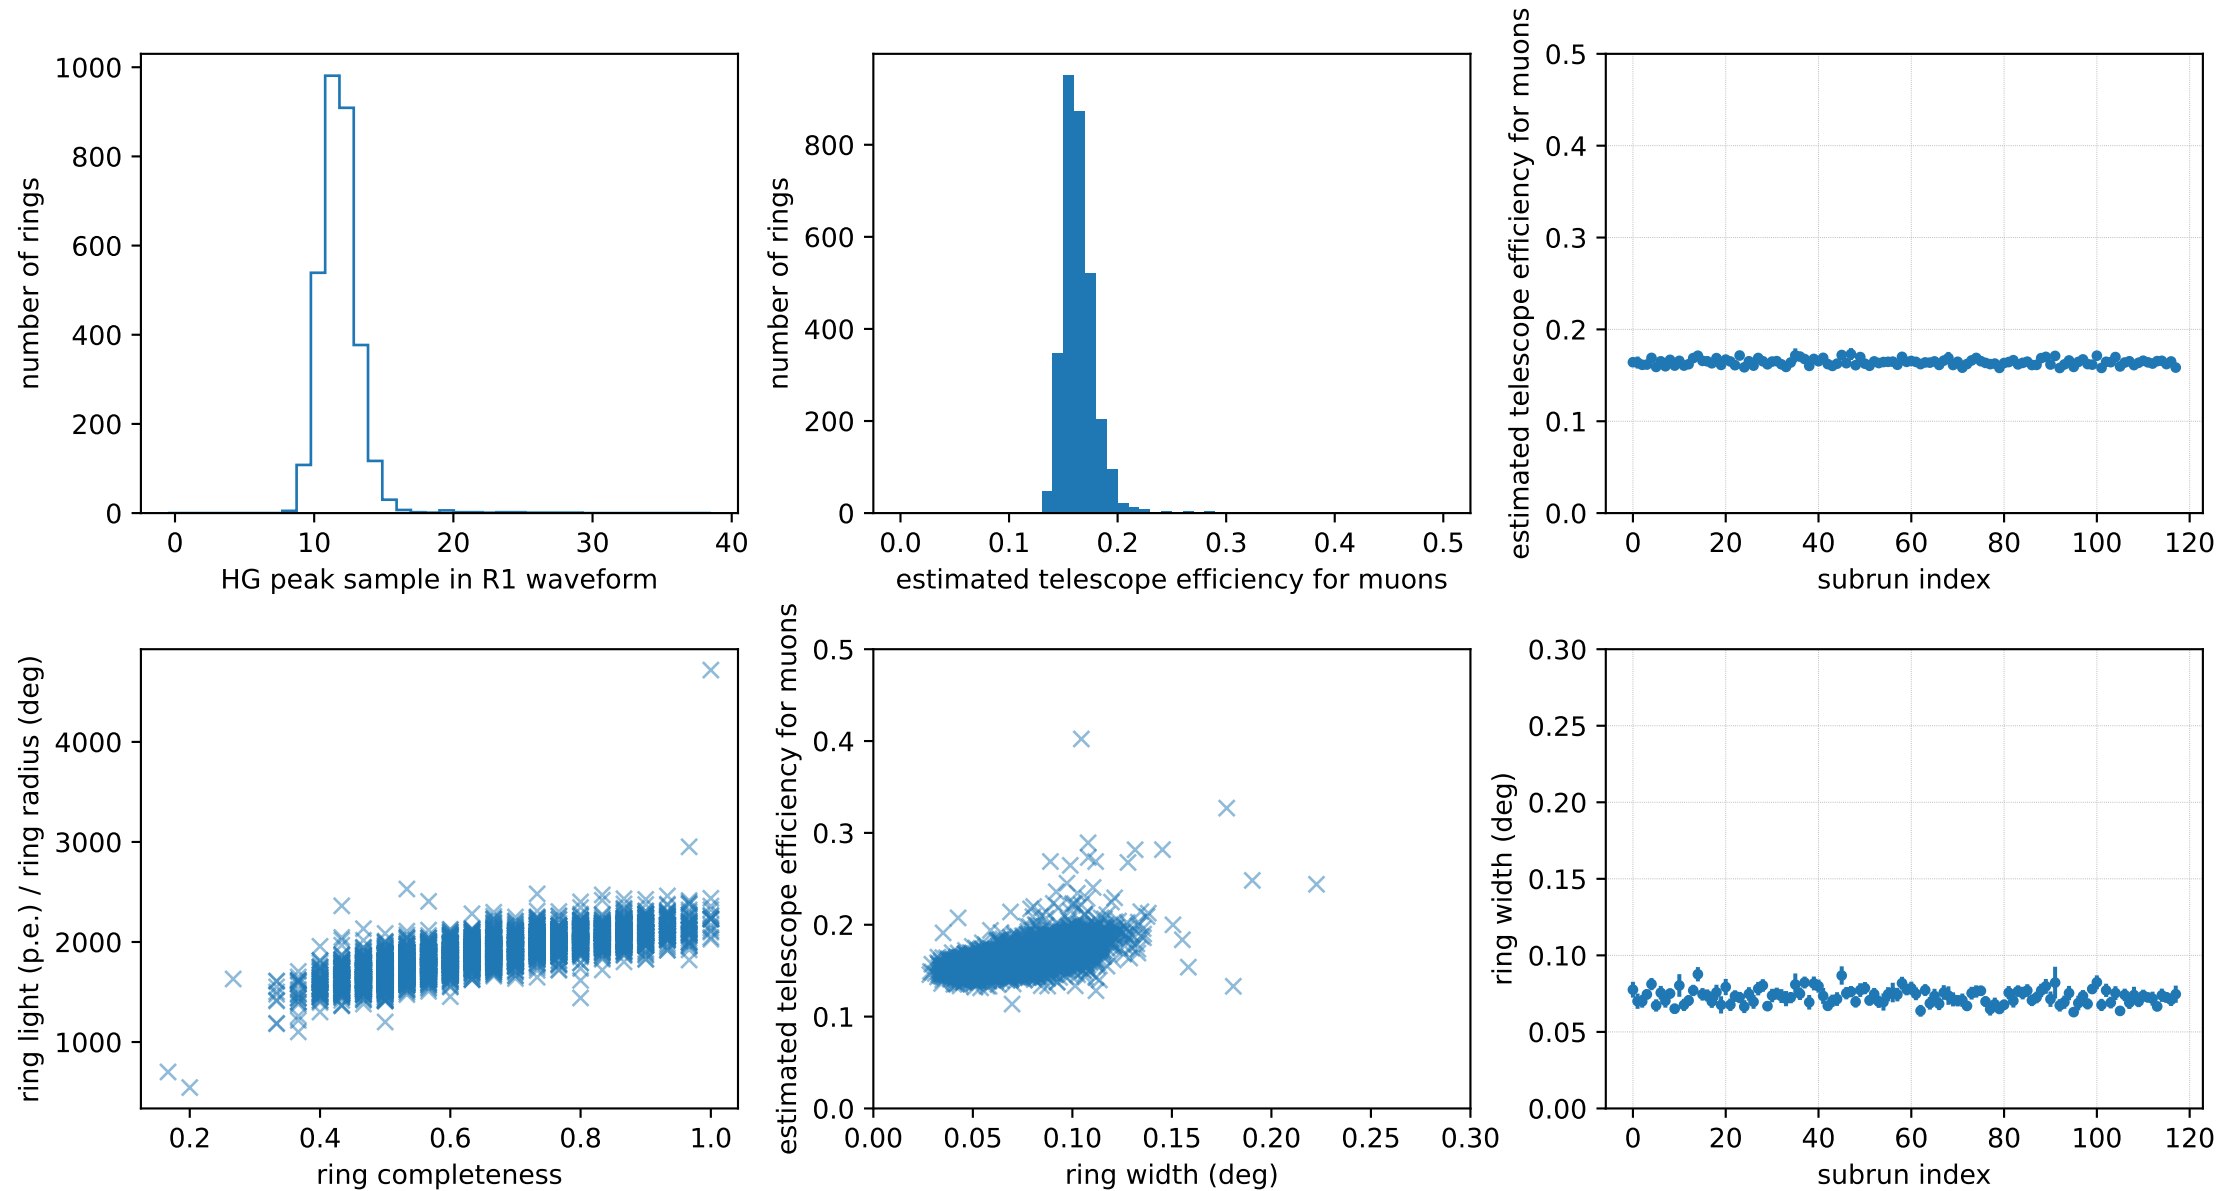 1000
800
600
400
200
0
number of rings
0 10 20 30 40
HG peak sample in R1 waveform
800
600
400
200
0
number of rings
0.0 0.1 0.2 0.3 0.4 0.5
estimated telescope efficiency for muons
0.5
0.4
0.3
0.2
0.1
0.0
estimated telescope efficiency for muons
0 20 40 60 80 100 120
subrun index
4000
3000
2000
1000
ring light (p.e.) / ring radius (deg)
0.2 0.4 0.6 0.8 1.0
ring completeness
0.5
0.4
0.3
0.2
0.1
0.0
estimated telescope efficiency for muons
0.00 0.05 0.10 0.15 0.20 0.25 0.30
ring width (deg)
0.30
0.25
0.20
0.15
0.10
0.05
0.00
ring width (deg)
0 20 40 60 80 100 120
subrun index